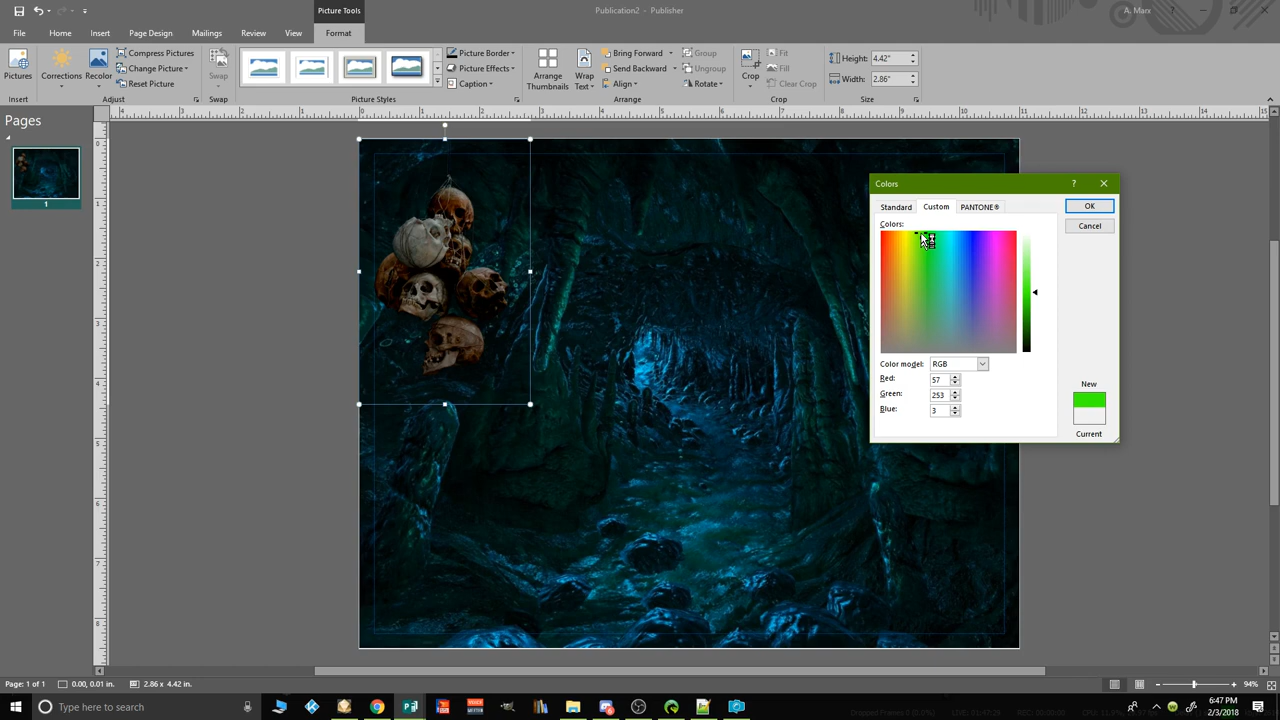 Picture Tools
Publication2 - Publisher
A. Marx
?
File
Home
Insert
Page Design
Mailings
Review
View
Format
Pictures
Corrections
Recolor
Compress Pictures
Change Picture
Reset Picture
Swap
Picture Border
Picture Effects
Caption
Arrange
Thumbnails
Wrap
Text
Bring Forward
Send Backward
Align
Group
Ungroup
Rotate
Crop
Fit
Fill
Clear Crop
Height: 4.42"
Width: 2.86"
Insert
Adjust
Picture Styles
Arrange
Crop
Size
Pages
1
Colors
?
Standard
Custom
PANTONE®
OK
Cancel
Colors:
Color model: RGB
Red: 57
Green: 253
Blue: 3
New
Current
Page: 1 of 1
0.00, 0.01 in.
2.86 x 4.42 in.
94%
Type here to search
6:47 PM
2/3/2018